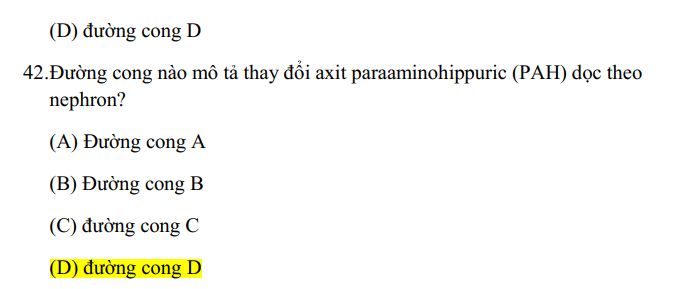 (D) đường cong D
42.Đường cong nào mô tả thay đổi axit paraaminohippuric (PAH) dọc theo
nephron?
(A) Đường cong A
(B) Đường cong B
(C) đường cong C
(D) đường cong D